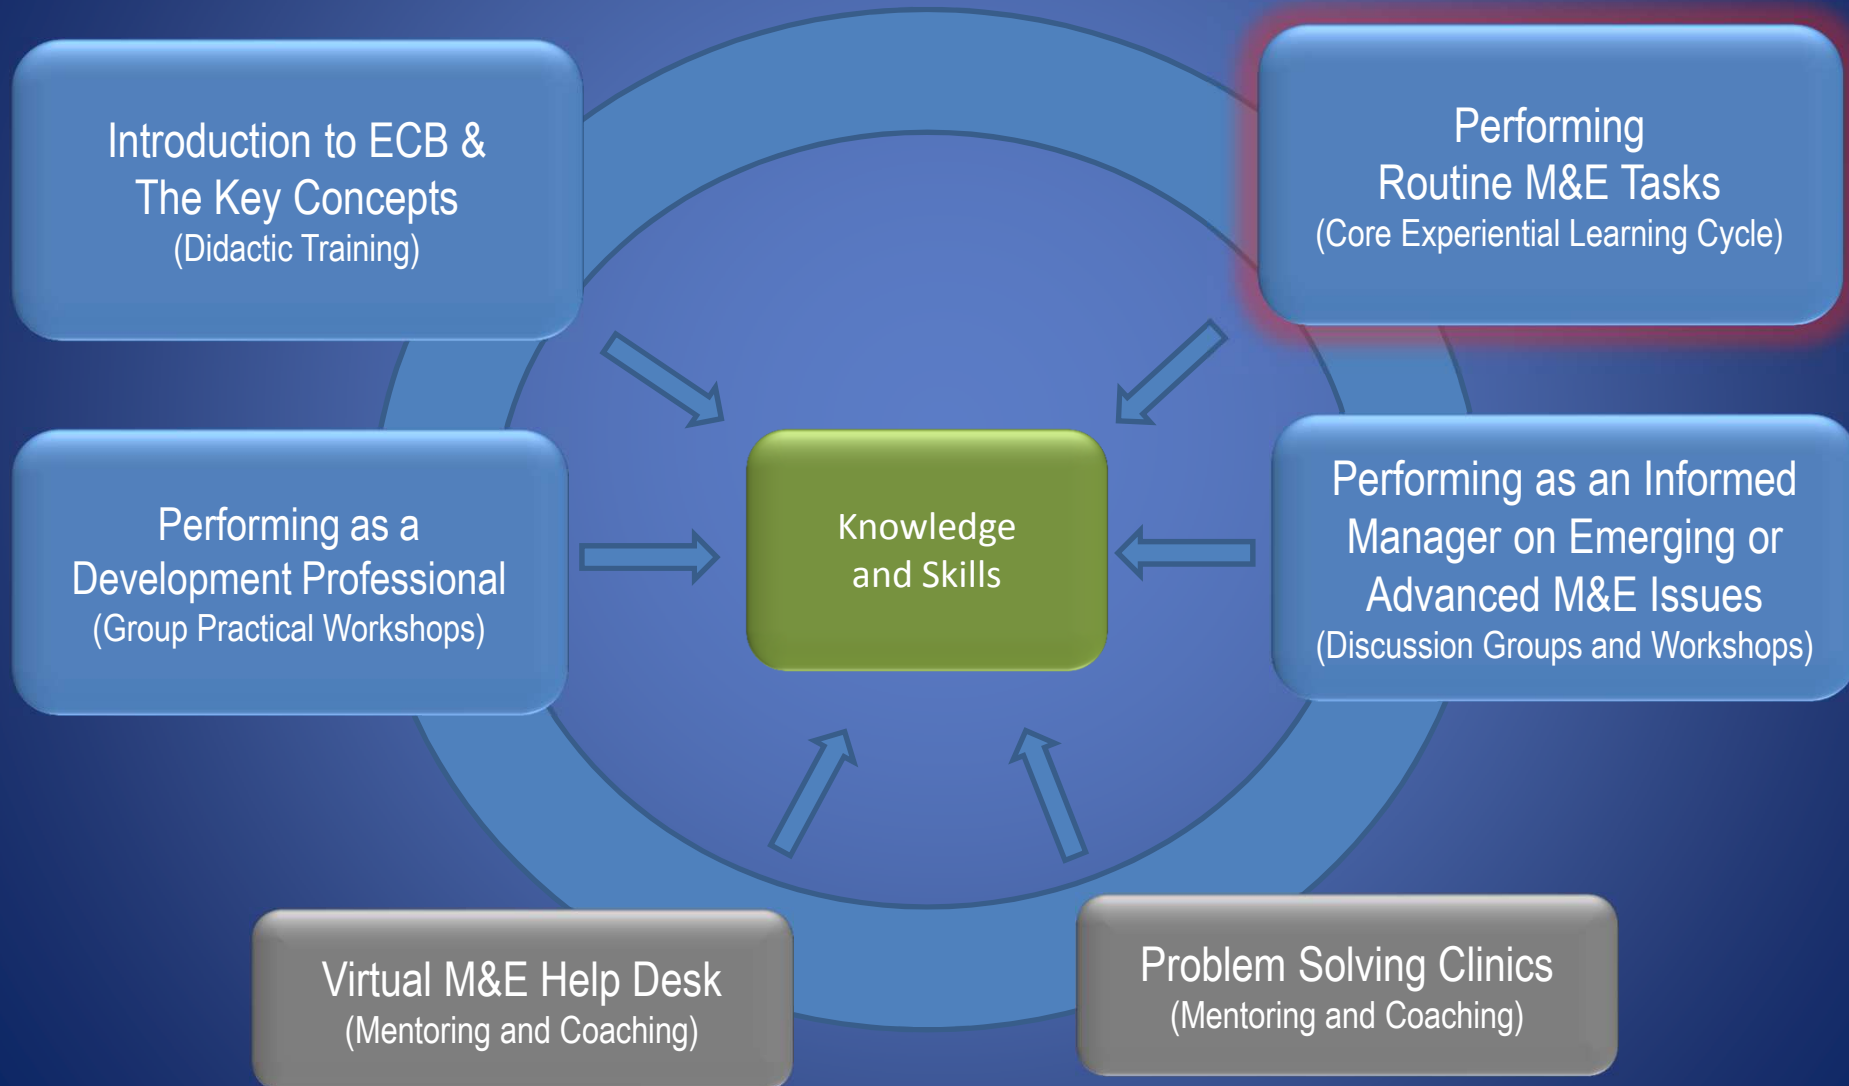 Introduction to ECB &
The Key Concepts
(Didactic Training)
Performing
Routine M&E Tasks
(Core Experiential Learning Cycle)
Performing as a
Development Professional
(Group Practical Workshops)
Knowledge
and Skills
Performing as an Informed
Manager on Emerging or
Advanced M&E Issues
(Discussion Groups and Workshops)
Virtual M&E Help Desk
(Mentoring and Coaching)
Problem Solving Clinics
(Mentoring and Coaching)